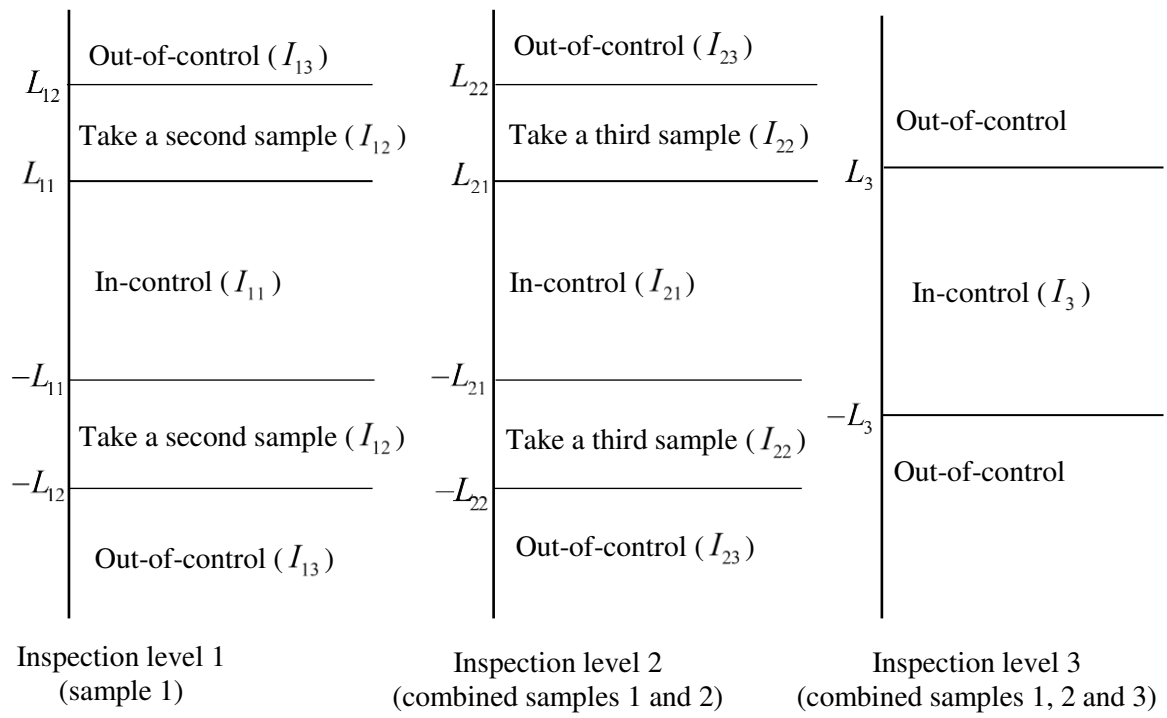 Out-of-control (I₁₃)
L₁₂
Take a second sample (I₁₂)
L₁₁
In-control (I₁₁)
−L₁₁
Take a second sample (I₁₂)
−L₁₂
Out-of-control (I₁₃)
Inspection level 1
(sample 1)
Out-of-control (I₂₃)
L₂₂
Take a third sample (I₂₂)
L₂₁
In-control (I₂₁)
−L₂₁
Take a third sample (I₂₂)
−L₂₂
Out-of-control (I₂₃)
Inspection level 2
(combined samples 1 and 2)
Out-of-control
L₃
In-control (I₃)
−L₃
Out-of-control
Inspection level 3
(combined samples 1, 2 and 3)